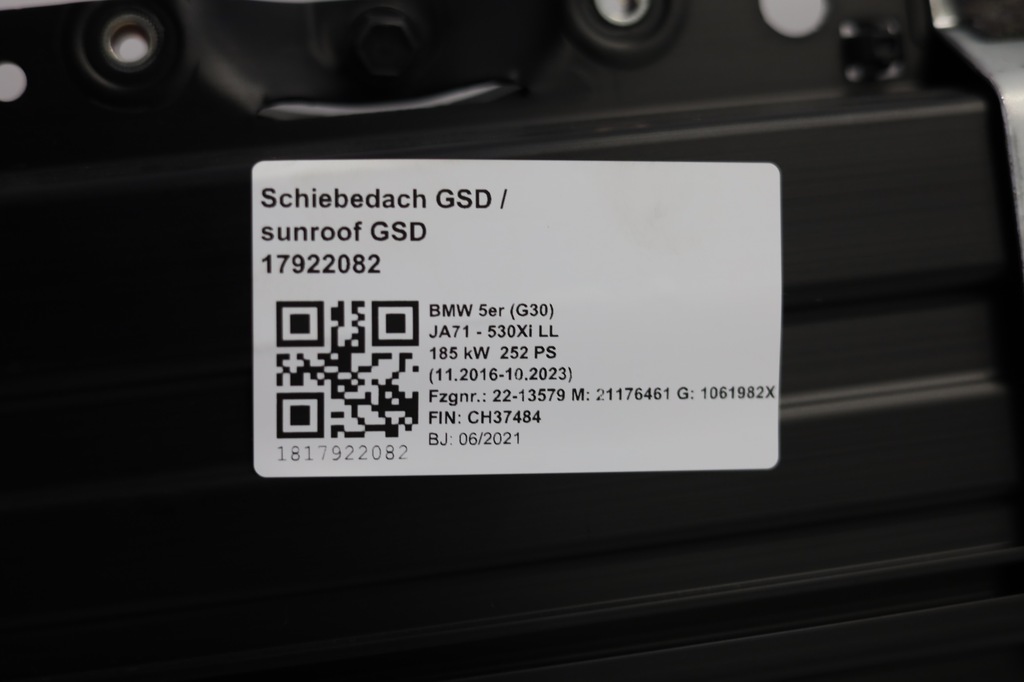 Schiebedach GSD /
sunroof GSD
17922082
BMW 5er (G30)
JA71 - 530Xi LL
185 kW 252 PS
(11.2016-10.2023)
Fzgnr.: 22-13579 M: 21176461 G: 1061982X
FIN: CH37484
BJ: 06/2021
1817922082